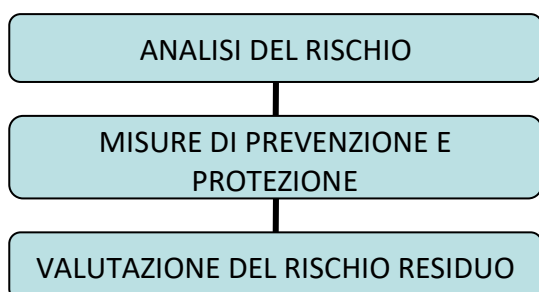 ANALISI DEL RISCHIO
MISURE DI PREVENZIONE E
PROTEZIONE
VALUTAZIONE DEL RISCHIO RESIDUO